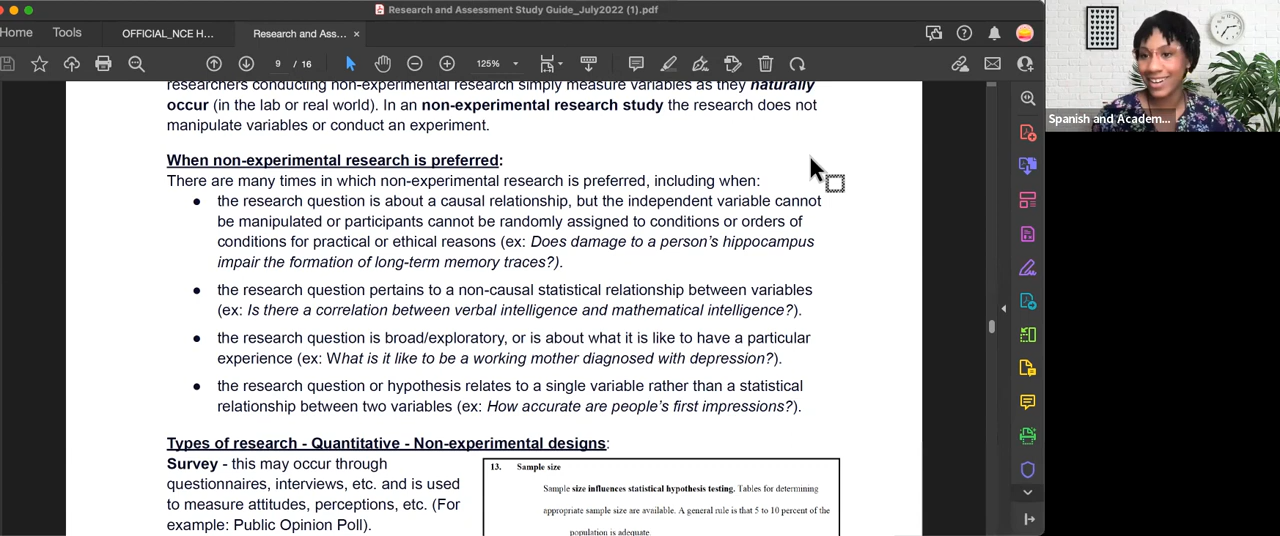 Research and Assessment Study Guide_July2022 (1).pdf
Home Tools OFFICIAL_NCE H... Research and Ass... ×
9 / 16 125%
researchers conducting non-experimental research simply measure variables as they naturally
occur (in the lab or real world). In an non-experimental research study the research does not
manipulate variables or conduct an experiment.
When non-experimental research is preferred:
There are many times in which non-experimental research is preferred, including when:
● the research question is about a causal relationship, but the independent variable cannot
be manipulated or participants cannot be randomly assigned to conditions or orders of
conditions for practical or ethical reasons (ex: Does damage to a person's hippocampus
impair the formation of long-term memory traces?).
● the research question pertains to a non-causal statistical relationship between variables
(ex: Is there a correlation between verbal intelligence and mathematical intelligence?).
● the research question is broad/exploratory, or is about what it is like to have a particular
experience (ex: What is it like to be a working mother diagnosed with depression?).
● the research question or hypothesis relates to a single variable rather than a statistical
relationship between two variables (ex: How accurate are people's first impressions?).
Types of research - Quantitative - Non-experimental designs:
Survey - this may occur through
questionnaires, interviews, etc. and is used
to measure attitudes, perceptions, etc. (For
example: Public Opinion Poll).
13. Sample size
Sample size influences statistical hypothesis testing. Tables for determining
appropriate sample size are available. A general rule is that 5 to 10 percent of the
population is adequate.
Spanish and Academ...